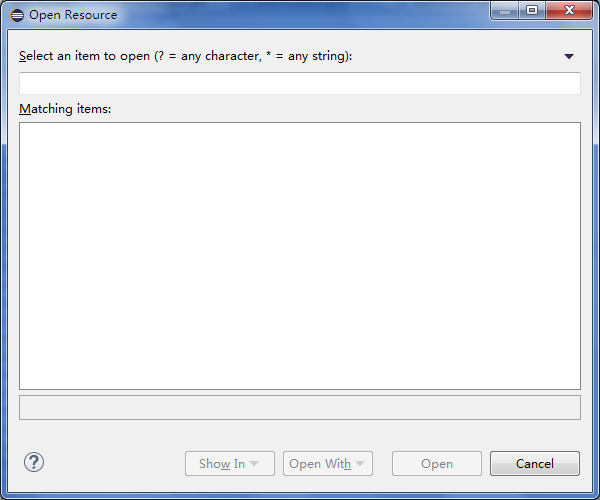 Open Resource
Select an item to open (? = any character, * = any string):
Matching items:
Show In
Open With
Open
Cancel